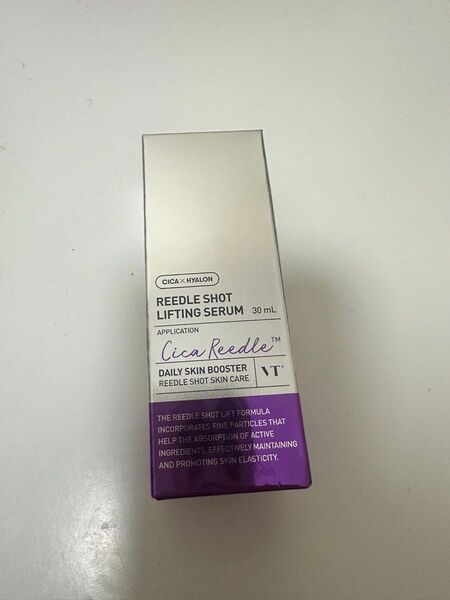 CICA × HYALON
REEDLE SHOT
LIFTING SERUM 30 mL
APPLICATION
Cica Reedle™
DAILY SKIN BOOSTER
REEDLE SHOT SKIN CARE
VT®
THE REEDLE SHOT LIFT FORMULA
INCORPORATES FINE PARTICLES THAT
HELP THE ABSORPTION OF ACTIVE
INGREDIENTS, EFFECTIVELY MAINTAINING
AND PROMOTING SKIN ELASTICITY.